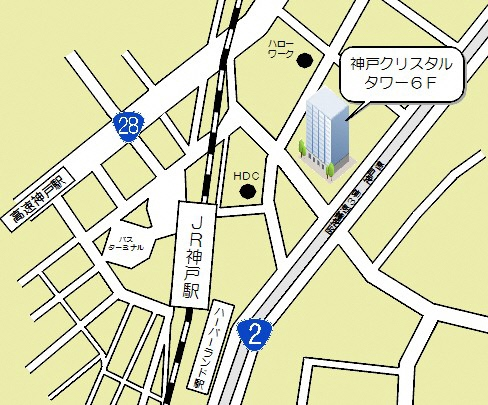 ハロー
ワーク
神戸クリスタル
タワー６Ｆ
28
HDC
高速神戸駅
バス
ターミナル
ＪＲ神戸駅
ハーバーランド駅
2